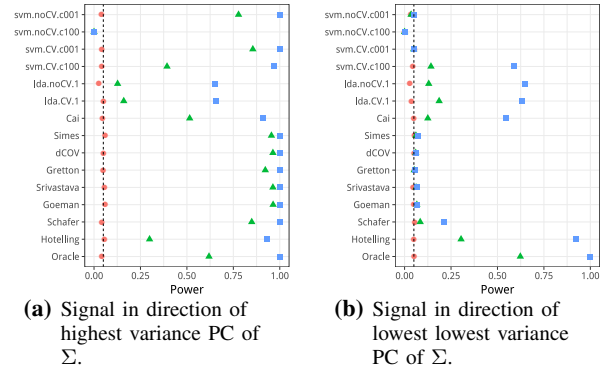 svm.noCV.c001
svm.noCV.c100
svm.CV.c001
svm.CV.c100
lda.noCV.1
lda.CV.1
Cai
Simes
dCOV
Gretton
Srivastava
Goeman
Schafer
Hotelling
Oracle
0.00 0.25 0.50 0.75 1.00
Power
(a) Signal in direction of
highest variance PC of
Σ.
svm.noCV.c001
svm.noCV.c100
svm.CV.c001
svm.CV.c100
lda.noCV.1
lda.CV.1
Cai
Simes
dCOV
Gretton
Srivastava
Goeman
Schafer
Hotelling
Oracle
0.00 0.25 0.50 0.75 1.00
Power
(b) Signal in direction of
lowest lowest variance
PC of Σ.